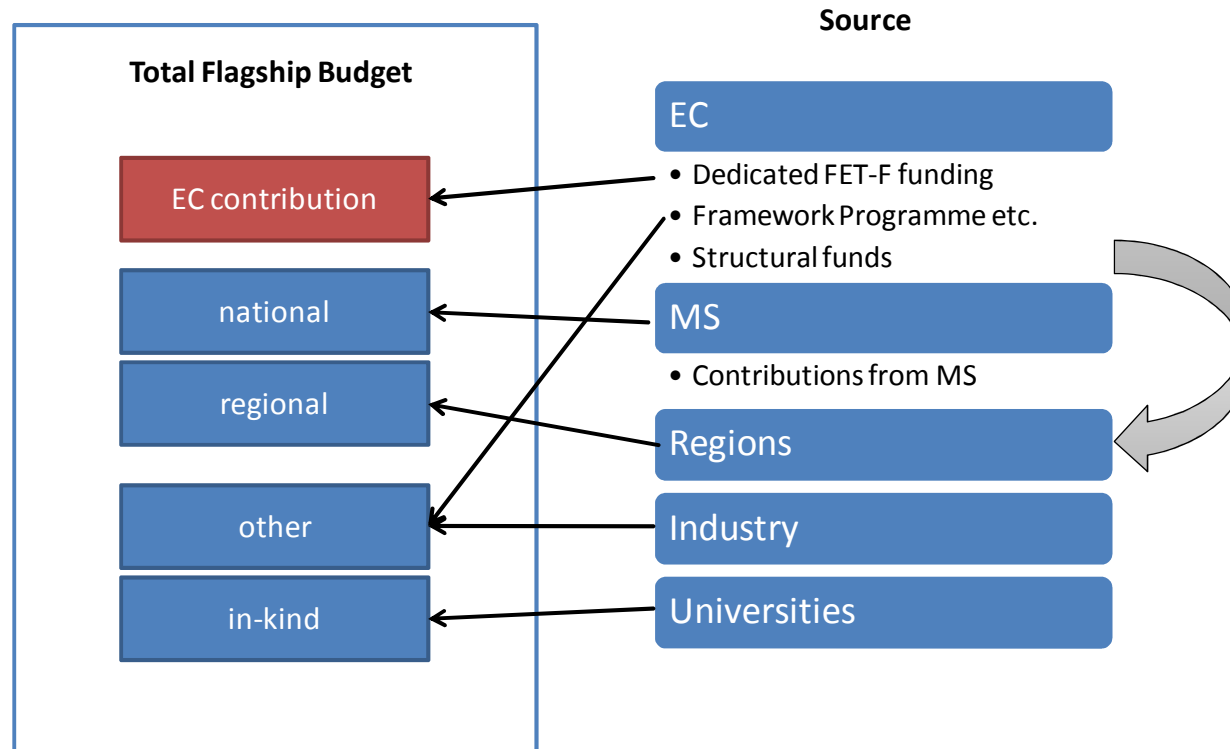 Total Flagship Budget
EC contribution
national
regional
other
in-kind
Source
EC
• Dedicated FET-F funding
• Framework Programme etc.
• Structural funds
MS
• Contributions from MS
Regions
Industry
Universities